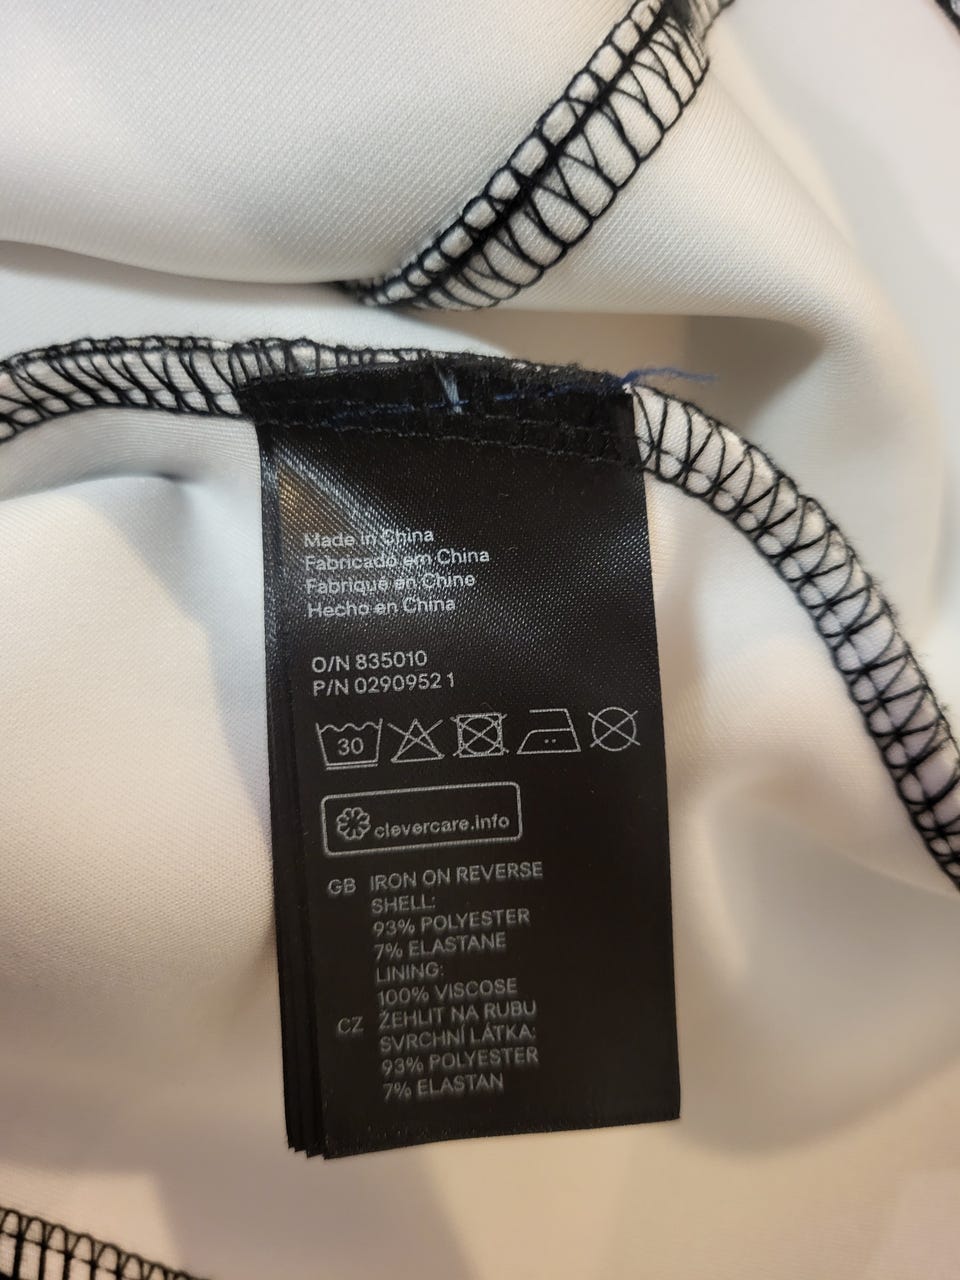 Made in China
Fabricado em China
Fabriqué en Chine
Hecho en China
O/N 835010
P/N 02909521
30
clevercare.info
GB IRON ON REVERSE
SHELL:
93% POLYESTER
7% ELASTANE
LINING:
100% VISCOSE
CZ ŽEHLIT NA RUBU
SVRCHNÍ LÁTKA:
93% POLYESTER
7% ELASTAN